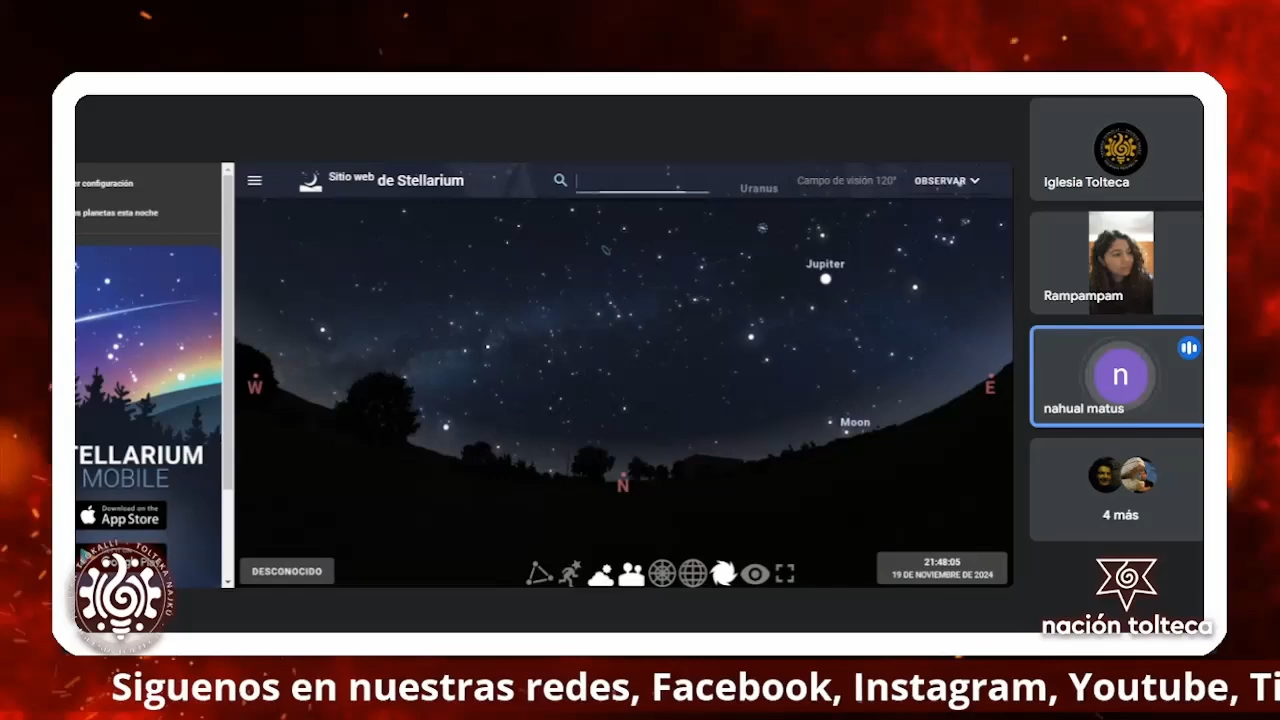 er configuración
s planetas esta noche
TELLARIUM
MOBILE
Download on the
App Store
Sitio web de Stellarium
Uranus
Campo de visión 120°
OBSERVAR
Jupiter
Moon
W
N
E
DESCONOCIDO
21:48:05
19 DE NOVIEMBRE DE 2024
Iglesia Tolteca
Rampampam
n
nahual matus
4 más
nación tolteca
Siguenos en nuestras redes, Facebook, Instagram, Youtube, Ti